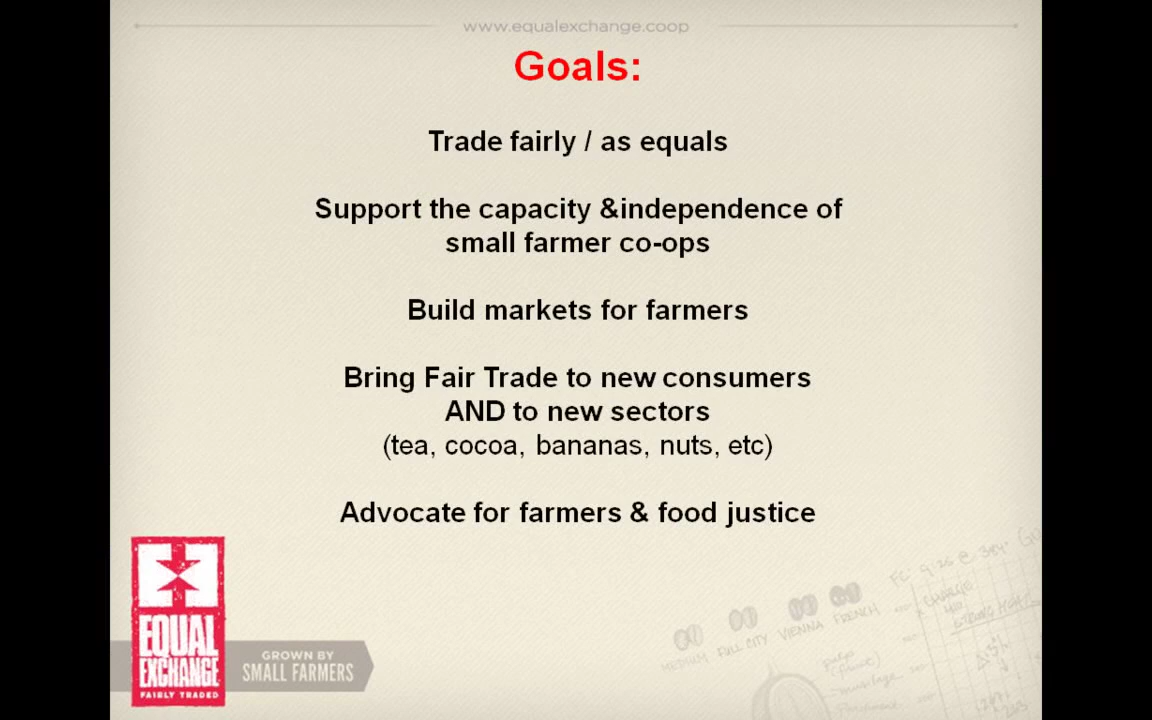 www.equalexchange.coop
Goals:
Trade fairly / as equals
Support the capacity &independence of
small farmer co-ops
Build markets for farmers
Bring Fair Trade to new consumers
AND to new sectors
(tea, cocoa, bananas, nuts, etc)
Advocate for farmers & food justice
EQUAL
EXCHANGE
FAIRLY TRADED
GROWN BY
SMALL FARMERS
MEDIUM FULL CITY VIENNA FRENCH
CHARGE